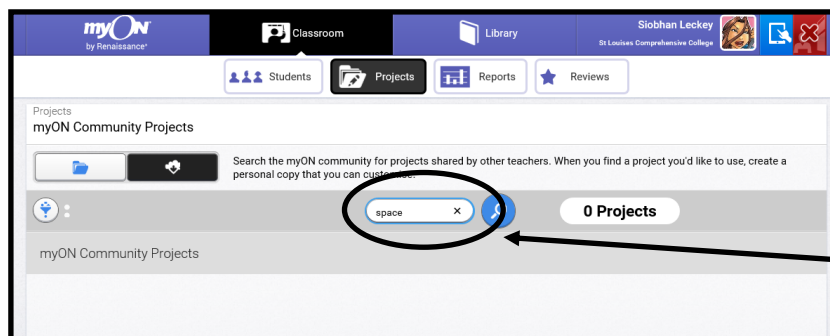 myON
by Renaissance®
Classroom
Library
Siobhan Leckey
St Louises Comprehensive College
Students
Projects
Reports
Reviews
Projects
myON Community Projects
Search the myON community for projects shared by other teachers. When you find a project you'd like to use, create a
personal copy that you can customise.
space ×
0 Projects
myON Community Projects